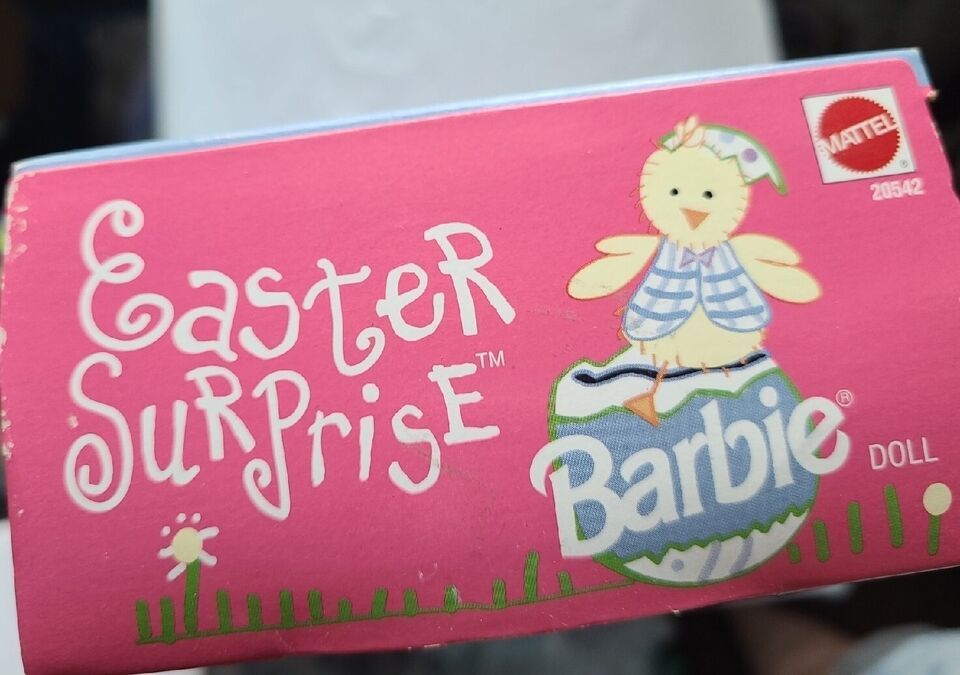 MATTEL
®
20542
EasteR
SuRPrisE™
Barbie® DOLL